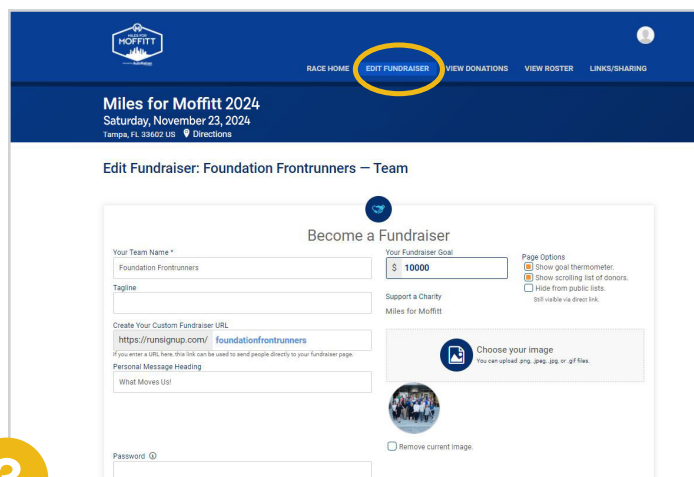 MILES FOR
MOFFITT
RACE HOME EDIT FUNDRAISER VIEW DONATIONS VIEW ROSTER LINKS/SHARING
Miles for Moffitt 2024
Saturday, November 23, 2024
Tampa, FL 33602 US Directions
Edit Fundraiser: Foundation Frontrunners — Team
Become a Fundraiser
Your Team Name *
Foundation Frontrunners
Tagline
Create Your Custom Fundraiser URL
https://runsignup.com/ foundationfrontrunners
If you enter a URL here, this link can be used to send people directly to your fundraiser page.
Personal Message Heading
What Moves Us!
Password
Your Fundraiser Goal
$ 10000
Support a Charity
Miles for Moffitt
Page Options
Show goal thermometer.
Show scrolling list of donors.
Hide from public lists.
Still visible via direct link.
Choose your image
You can upload .png, .jpeg, .jpg, or .gif files.
Remove current image.
3